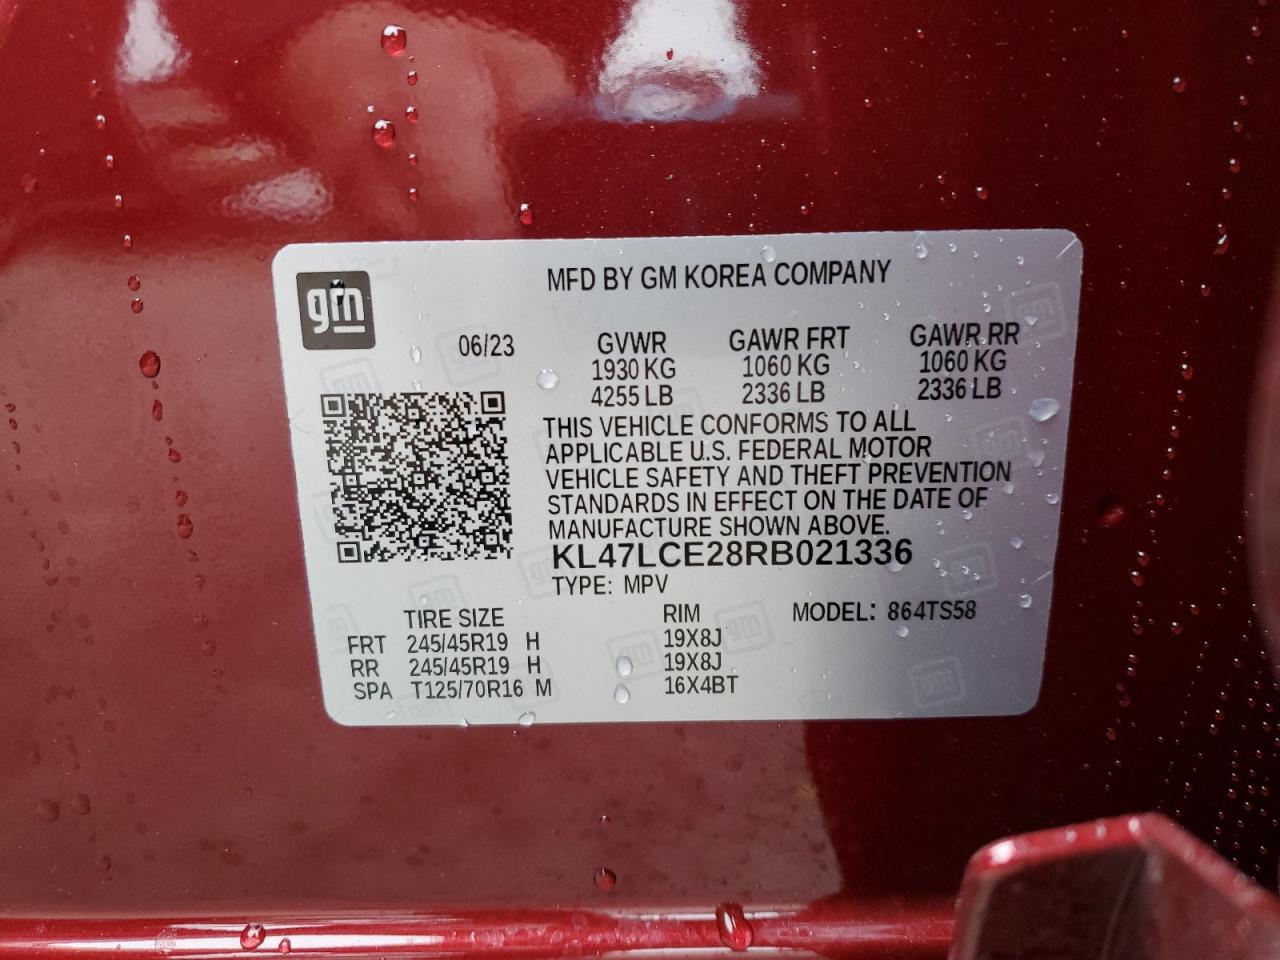 gm
MFD BY GM KOREA COMPANY
06/23 GVWR GAWR FRT GAWR RR
1930 KG 1060 KG 1060 KG
4255 LB 2336 LB 2336 LB
THIS VEHICLE CONFORMS TO ALL
APPLICABLE U.S. FEDERAL MOTOR
VEHICLE SAFETY AND THEFT PREVENTION
STANDARDS IN EFFECT ON THE DATE OF
MANUFACTURE SHOWN ABOVE.
KL47LCE28RB021336
TYPE: MPV
TIRE SIZE RIM MODEL: 864TS58
FRT 245/45R19 H 19X8J
RR 245/45R19 H 19X8J
SPA T125/70R16 M 16X4BT